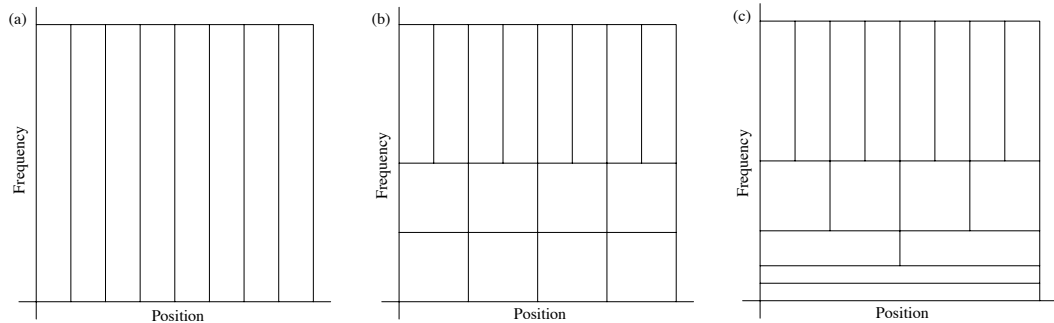 (a)
Frequency
Position
(b)
Frequency
Position
(c)
Frequency
Position